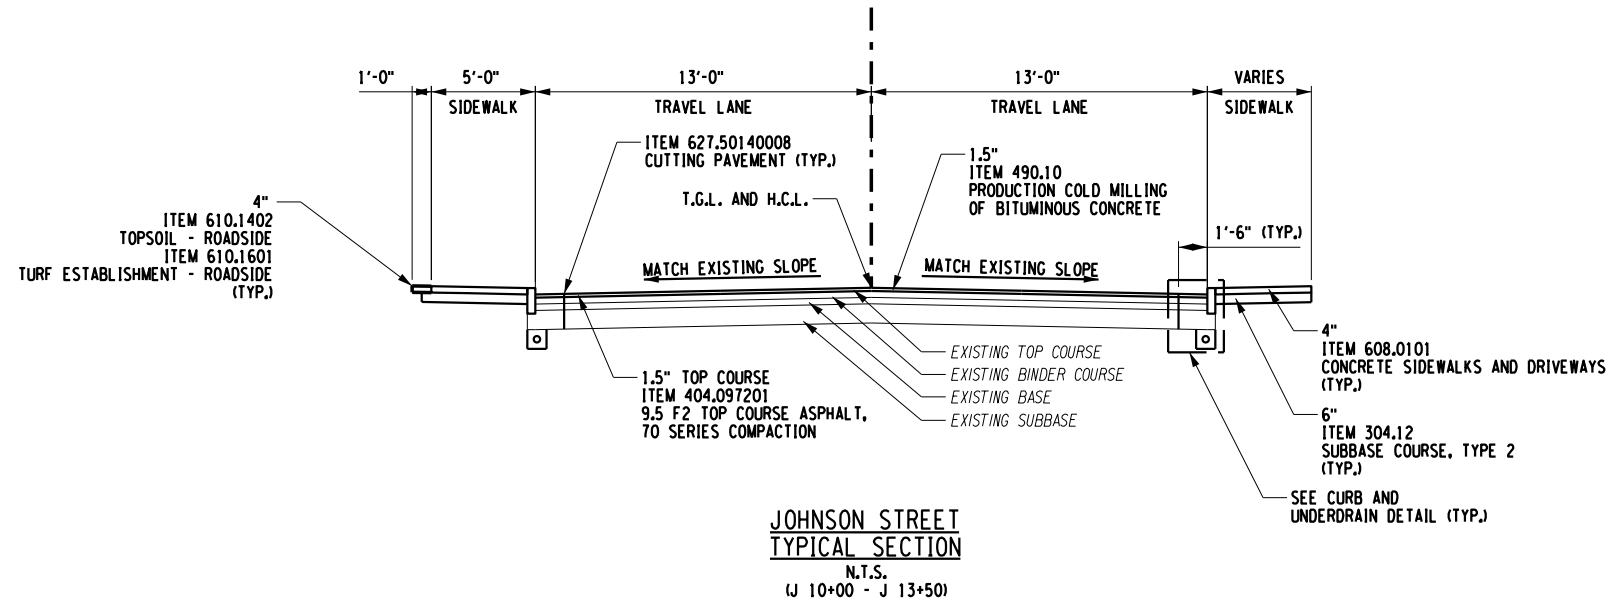 1'-0"
5'-0"
13'-0"
13'-0"
VARIES
SIDEWALK
TRAVEL LANE
TRAVEL LANE
SIDEWALK
ITEM 627.50140008
CUTTING PAVEMENT (TYP.)
T.G.L. AND H.C.L.
1.5"
ITEM 490.10
PRODUCTION COLD MILLING
OF BITUMINOUS CONCRETE
4"
ITEM 610.1402
TOPSOIL - ROADSIDE
ITEM 610.1601
TURF ESTABLISHMENT - ROADSIDE
(TYP.)
1'-6" (TYP.)
MATCH EXISTING SLOPE
MATCH EXISTING SLOPE
1.5" TOP COURSE
ITEM 404.097201
9.5 F2 TOP COURSE ASPHALT,
70 SERIES COMPACTION
EXISTING TOP COURSE
EXISTING BINDER COURSE
EXISTING BASE
EXISTING SUBBASE
4"
ITEM 608.0101
CONCRETE SIDEWALKS AND DRIVEWAYS
(TYP.)
6"
ITEM 304.12
SUBBASE COURSE, TYPE 2
(TYP.)
SEE CURB AND
UNDERDRAIN DETAIL (TYP.)
JOHNSON STREET
TYPICAL SECTION
N.T.S.
(J 10+00 - J 13+50)